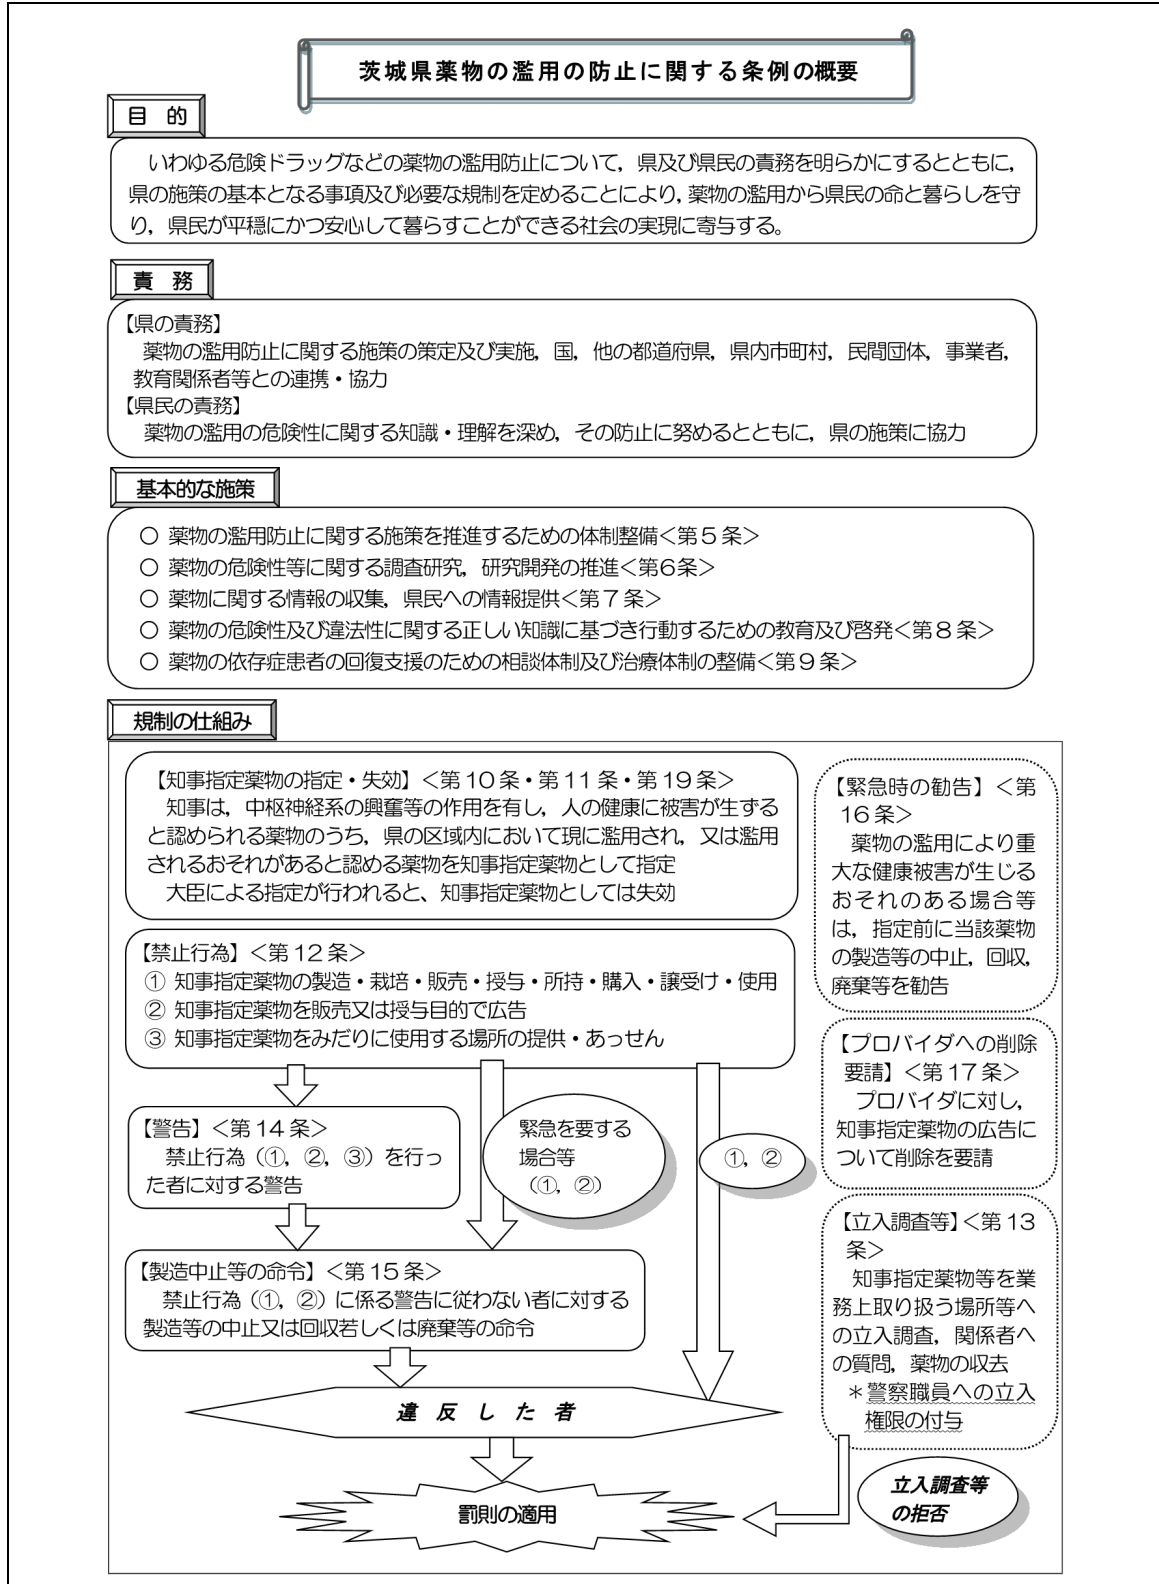 茨城県薬物の濫用の防止に関する条例の概要
目　的
いわゆる危険ドラッグなどの薬物の濫用防止について，県及び県民の責務を明らかにするとともに，
県の施策の基本となる事項及び必要な規制を定めることにより，薬物の濫用から県民の命と暮らしを守
り，県民が平穏にかつ安心して暮らすことができる社会の実現に寄与する。
責　務
【県の責務】
薬物の濫用防止に関する施策の策定及び実施，国，他の都道府県，県内市町村，民間団体，事業者，
教育関係者等との連携・協力
【県民の責務】
薬物の濫用の危険性に関する知識・理解を深め，その防止に努めるとともに，県の施策に協力
基本的な施策
○ 薬物の濫用防止に関する施策を推進するための体制整備＜第５条＞
○ 薬物の危険性等に関する調査研究，研究開発の推進＜第６条＞
○ 薬物に関する情報の収集，県民への情報提供＜第７条＞
○ 薬物の危険性及び違法性に関する正しい知識に基づき行動するための教育及び啓発＜第８条＞
○ 薬物の依存症患者の回復支援のための相談体制及び治療体制の整備＜第９条＞
規制の仕組み
【知事指定薬物の指定・失効】＜第 10 条・第 11 条・第 19 条＞
知事は，中枢神経系の興奮等の作用を有し，人の健康に被害が生ずる
と認められる薬物のうち，県の区域内において現に濫用され，又は濫用
されるおそれがあると認める薬物を知事指定薬物として指定
大臣による指定が行われると、知事指定薬物としては失効
【禁止行為】＜第 12 条＞
① 知事指定薬物の製造・栽培・販売・授与・所持・購入・譲受け・使用
② 知事指定薬物を販売又は授与目的で広告
③ 知事指定薬物をみだりに使用する場所の提供・あっせん
【警告】＜第 14 条＞
禁止行為（①，②，③）を行っ
た者に対する警告
緊急を要する
場合等
（①，②）
①，②
【製造中止等の命令】＜第 15 条＞
禁止行為（①，②）に係る警告に従わない者に対する
製造等の中止又は回収若しくは廃棄等の命令
違 反 し た 者
罰則の適用
【緊急時の勧告】＜第
16 条＞
薬物の濫用により重
大な健康被害が生じる
おそれのある場合等
は，指定前に当該薬物
の製造等の中止，回収，
廃棄等を勧告
【プロバイダへの削除
要請】＜第 17 条＞
プロバイダに対し，
知事指定薬物の広告に
ついて削除を要請
【立入調査等】＜第 13
条＞
知事指定薬物等を業
務上取り扱う場所等へ
の立入調査，関係者へ
の質問，薬物の収去
＊警察職員への立入
権限の付与
立入調査等
の拒否